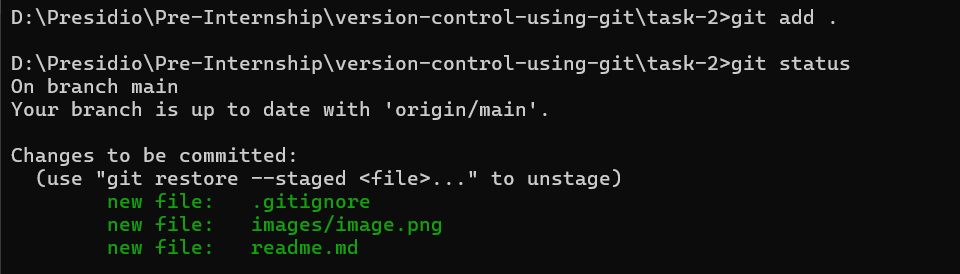 D:\Presidio\Pre-Internship\version-control-using-git\task-2>git add .
D:\Presidio\Pre-Internship\version-control-using-git\task-2>git status
On branch main
Your branch is up to date with 'origin/main'.
Changes to be committed:
  (use "git restore --staged <file>..." to unstage)
        new file:   .gitignore
        new file:   images/image.png
        new file:   readme.md